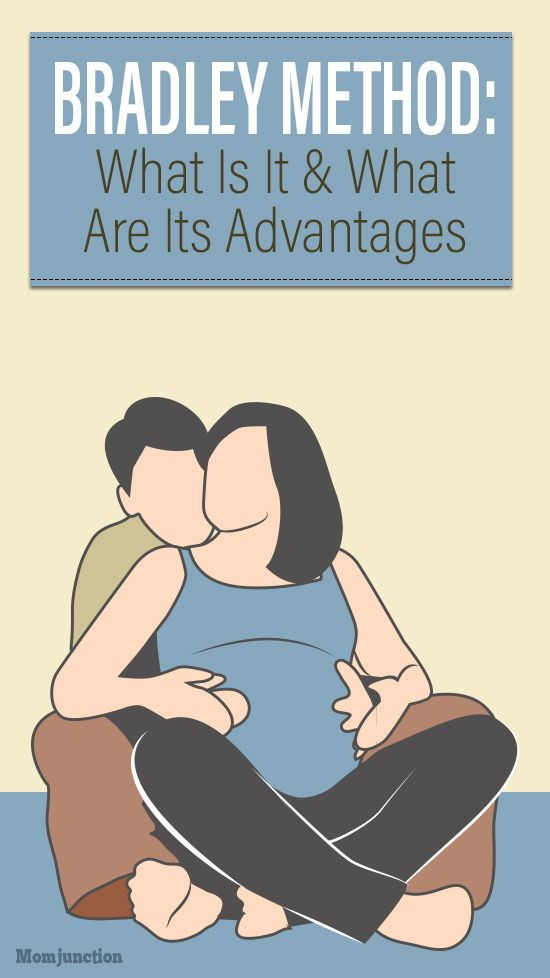 BRADLEY METHOD:
What Is It & What
Are Its Advantages
Momjunction